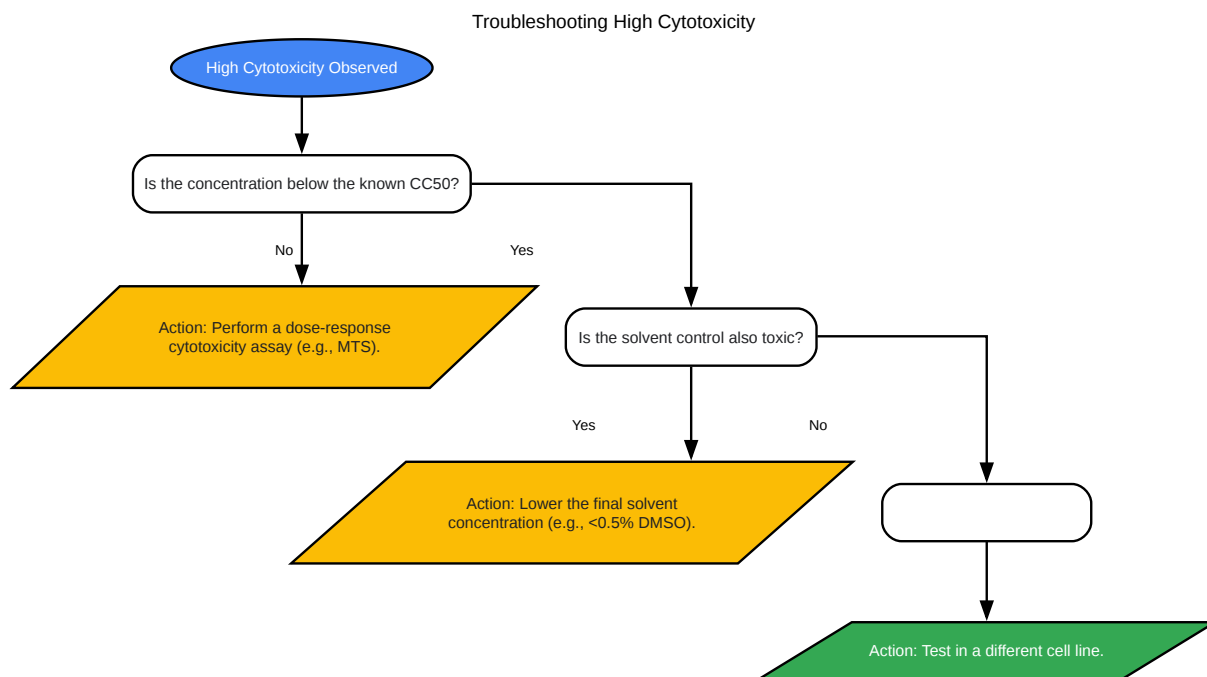 Troubleshooting High Cytotoxicity
High Cytotoxicity Observed
Is the concentration below the known CC50?
No
Yes
Action: Perform a dose-response
cytotoxicity assay (e.g., MTS).
Is the solvent control also toxic?
Yes
No
Action: Lower the final solvent
concentration (e.g., <0.5% DMSO).
Action: Test in a different cell line.